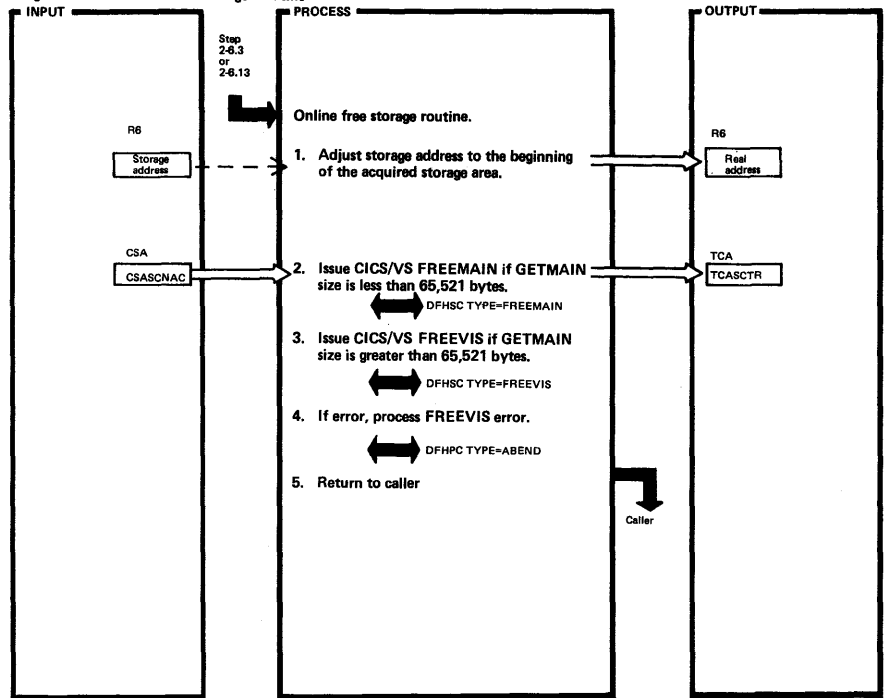 INPUT
PROCESS
OUTPUT
Step
2-6.3
or
2-6.13
Online free storage routine.
R6
Storage
address
1. Adjust storage address to the beginning
of the acquired storage area.
R6
Real
address
CSA
CSASCNAC
2. Issue CICS/VS FREEMAIN if GETMAIN
size is less than 65,521 bytes.
DFHSC TYPE=FREEMAIN
TCA
TCASCTR
3. Issue CICS/VS FREEVIS if GETMAIN
size is greater than 65,521 bytes.
DFHSC TYPE=FREEVIS
4. If error, process FREEVIS error.
DFHPC TYPE=ABEND
5. Return to caller
Caller